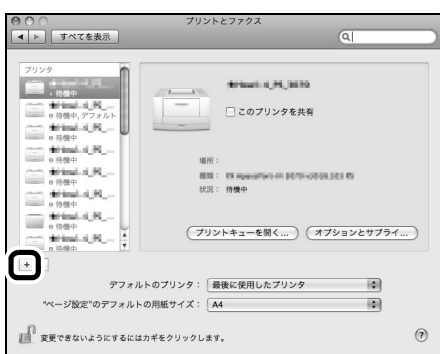 プリントとファクス
すべてを表示
プリンタ
• 待機中
• 待機中, デフォルト
• 待機中
• 待機中
• 待機中
• 待機中
• 待機中
このプリンタを共有
場所：
種類：
状況： 待機中
プリントキューを開く...
オプションとサプライ...
+
デフォルトのプリンタ： 最後に使用したプリンタ
"ページ設定"のデフォルトの用紙サイズ： A4
変更できないようにするにはカギをクリックします。
?